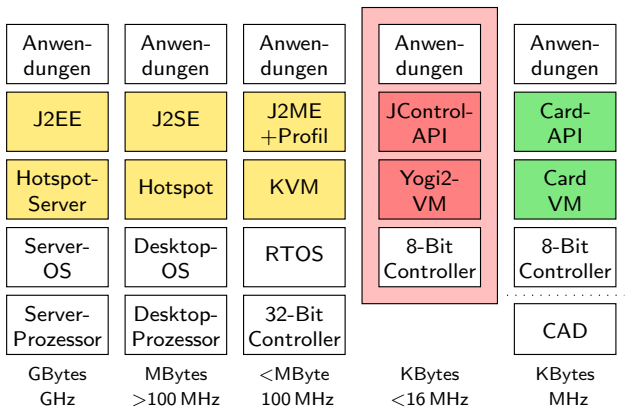 Anwen-
dungen
Anwen-
dungen
Anwen-
dungen
Anwen-
dungen
Anwen-
dungen
J2EE
J2SE
J2ME
+Profil
JControl-
API
Card-
API
Hotspot-
Server
Hotspot
KVM
Yogi2-
VM
Card
VM
Server-
OS
Desktop-
OS
RTOS
8-Bit
Controller
8-Bit
Controller
Server-
Prozessor
Desktop-
Prozessor
32-Bit
Controller
CAD
GBytes
GHz
MBytes
>100 MHz
<MByte
100 MHz
KBytes
<16 MHz
KBytes
MHz